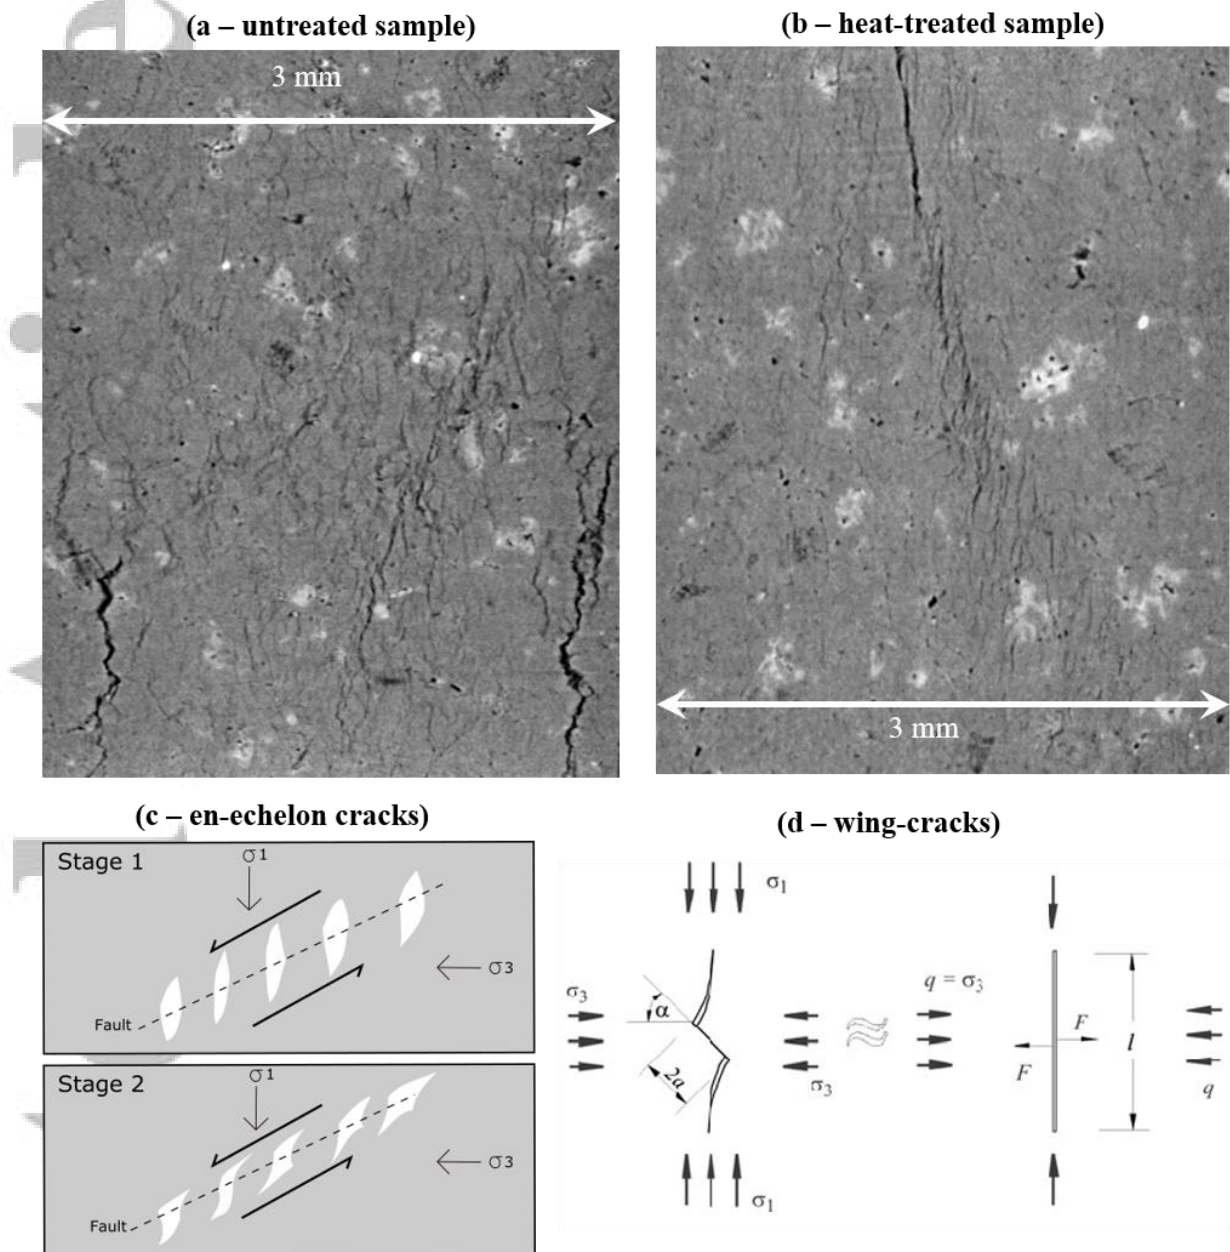 (a – untreated sample)
(b – heat-treated sample)
3 mm
3 mm
(c – en-echelon cracks)
(d – wing-cracks)
Stage 1
σ1
σ3
Fault
Stage 2
σ1
σ3
Fault
σ1
σ3
α
2a
σ3
σ1
q = σ3
F
F
l
q